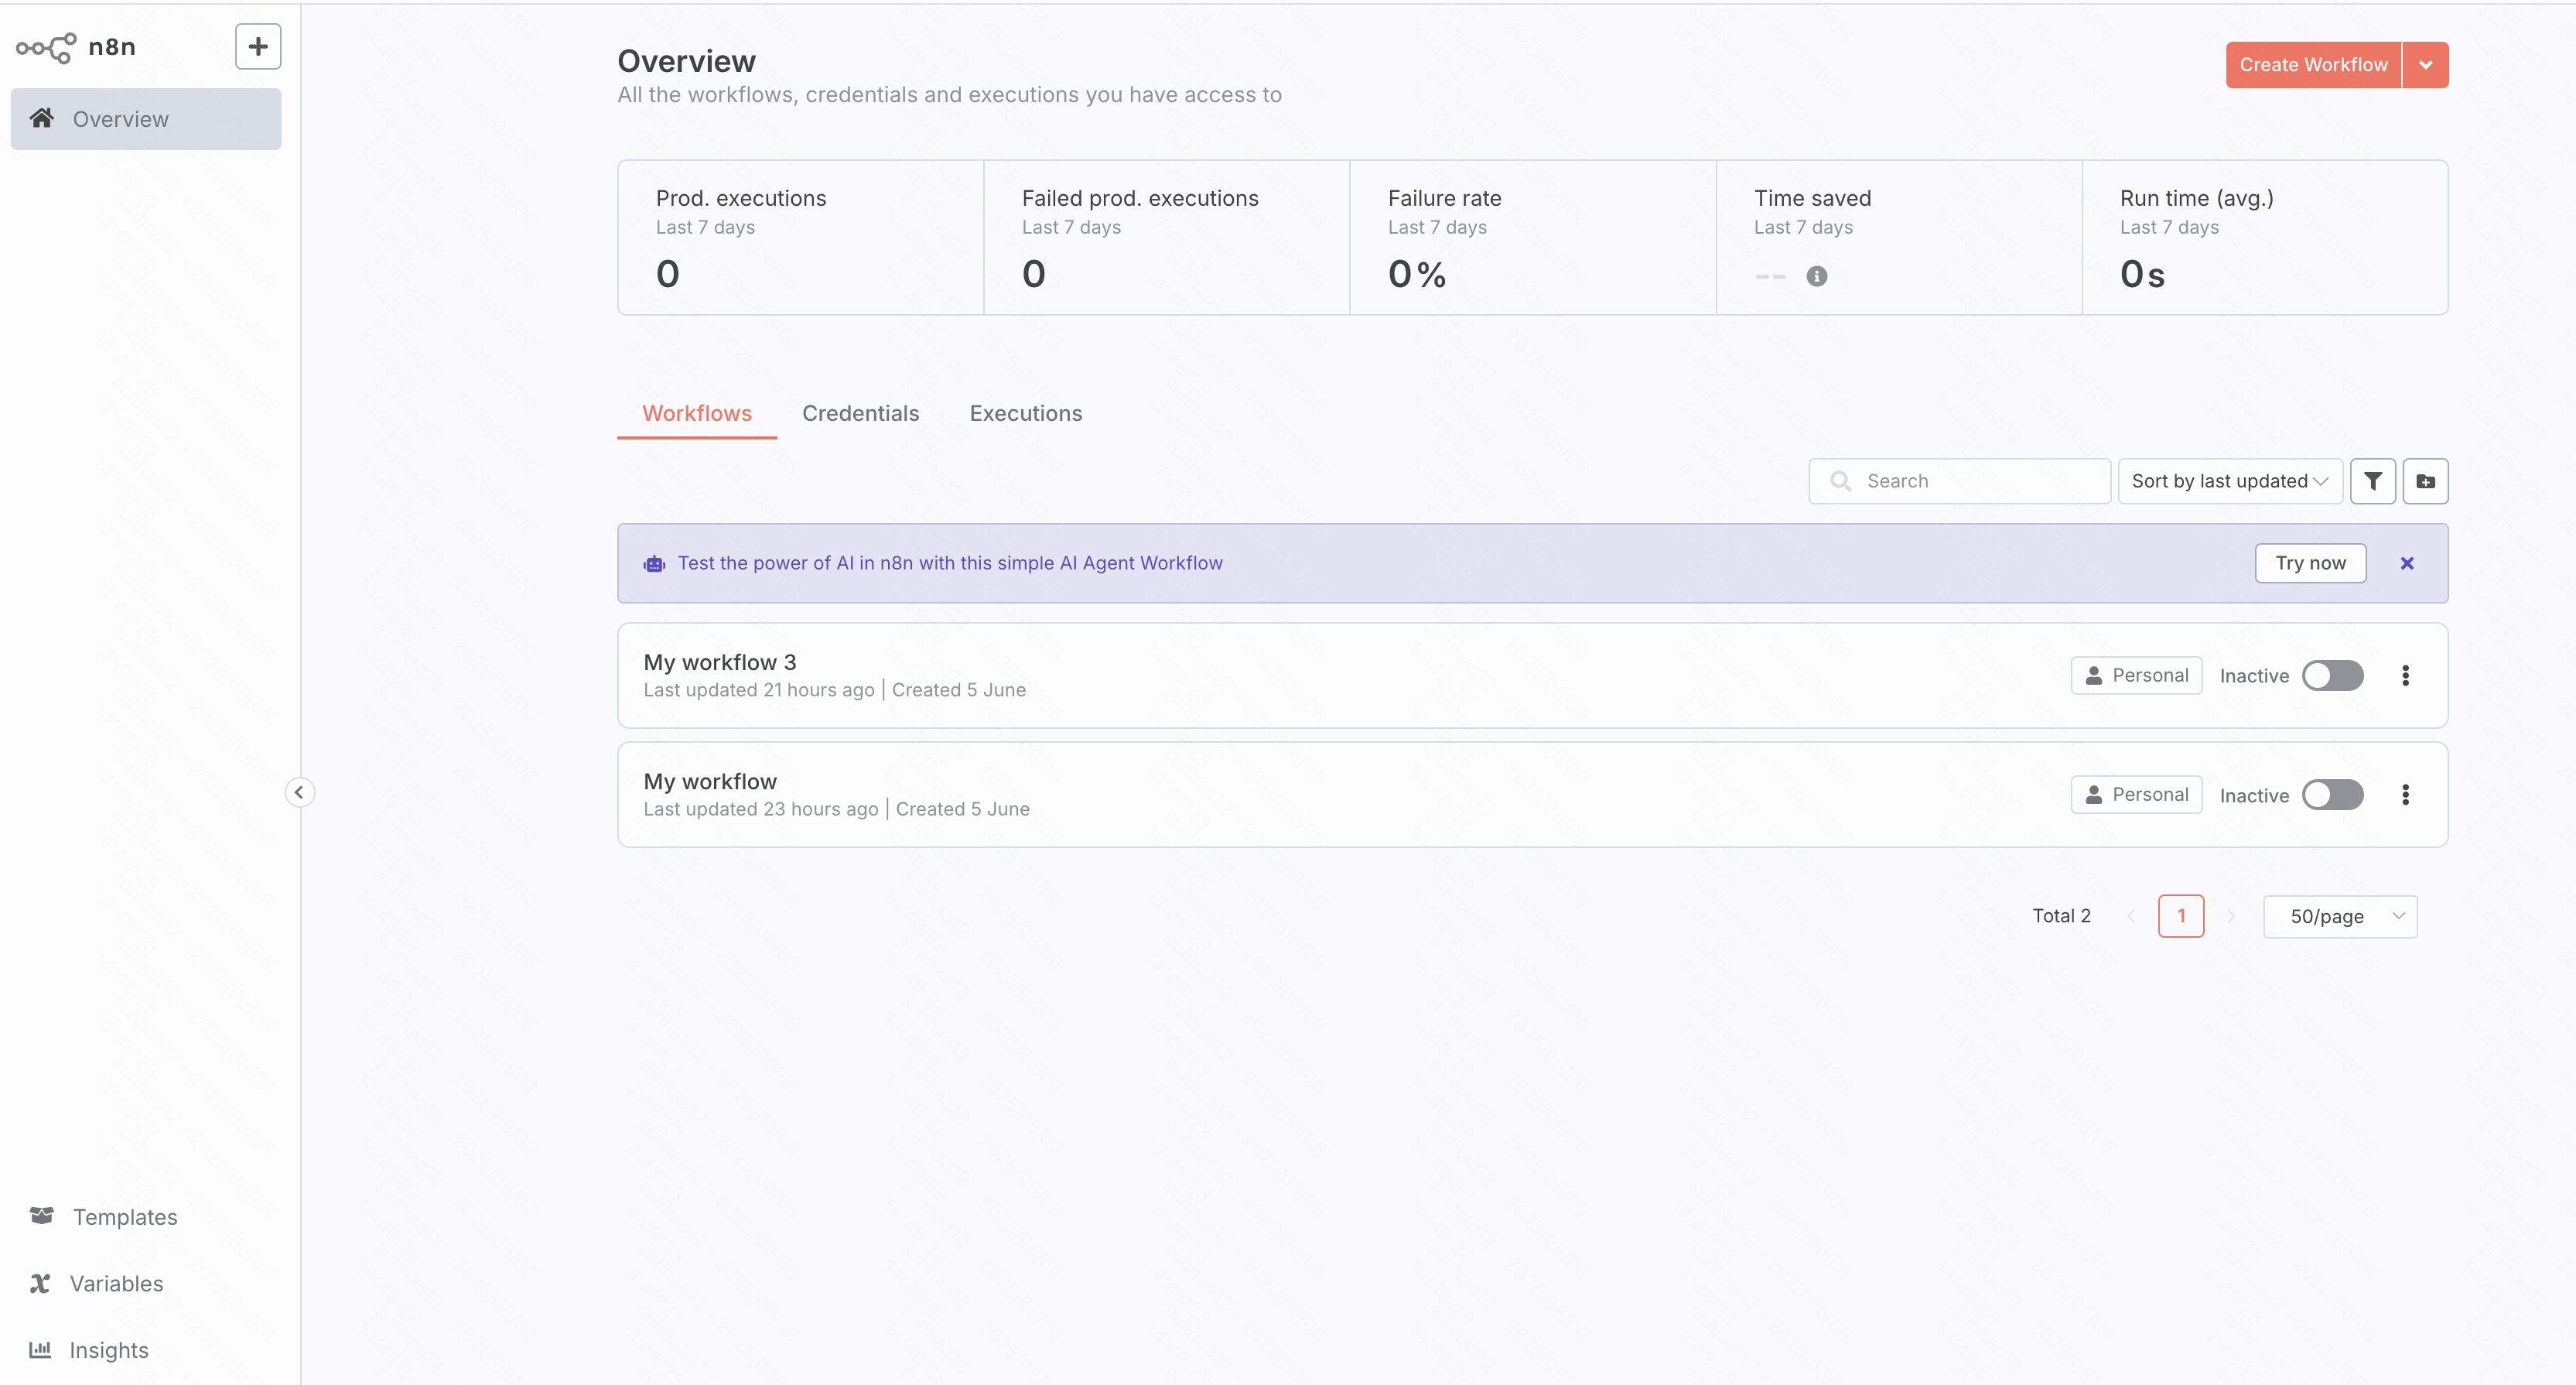 n8n
Overview
Templates
Variables
Insights
Overview
All the workflows, credentials and executions you have access to
Create Workflow
Prod. executions
Last 7 days
0
Failed prod. executions
Last 7 days
0
Failure rate
Last 7 days
0%
Time saved
Last 7 days
--
Run time (avg.)
Last 7 days
0s
Workflows Credentials Executions
Search Sort by last updated
Test the power of AI in n8n with this simple AI Agent Workflow Try now
My workflow 3
Last updated 21 hours ago | Created 5 June
Personal Inactive
My workflow
Last updated 23 hours ago | Created 5 June
Personal Inactive
Total 2 1 50/page